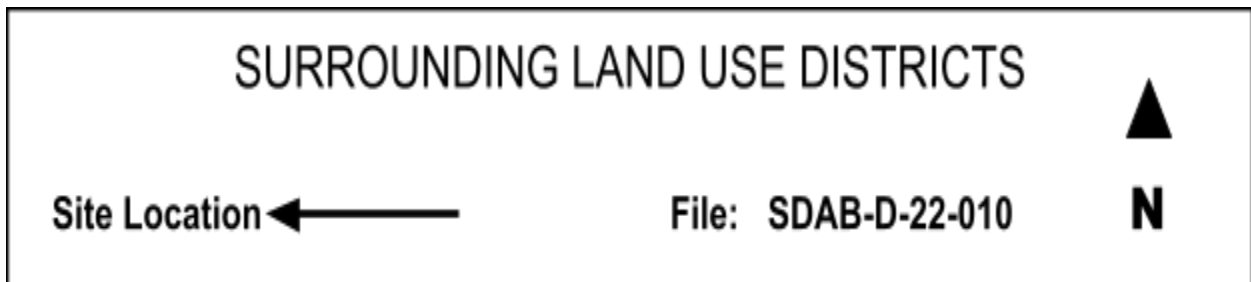 SURROUNDING LAND USE DISTRICTS
Site Location
File: SDAB-D-22-010
N